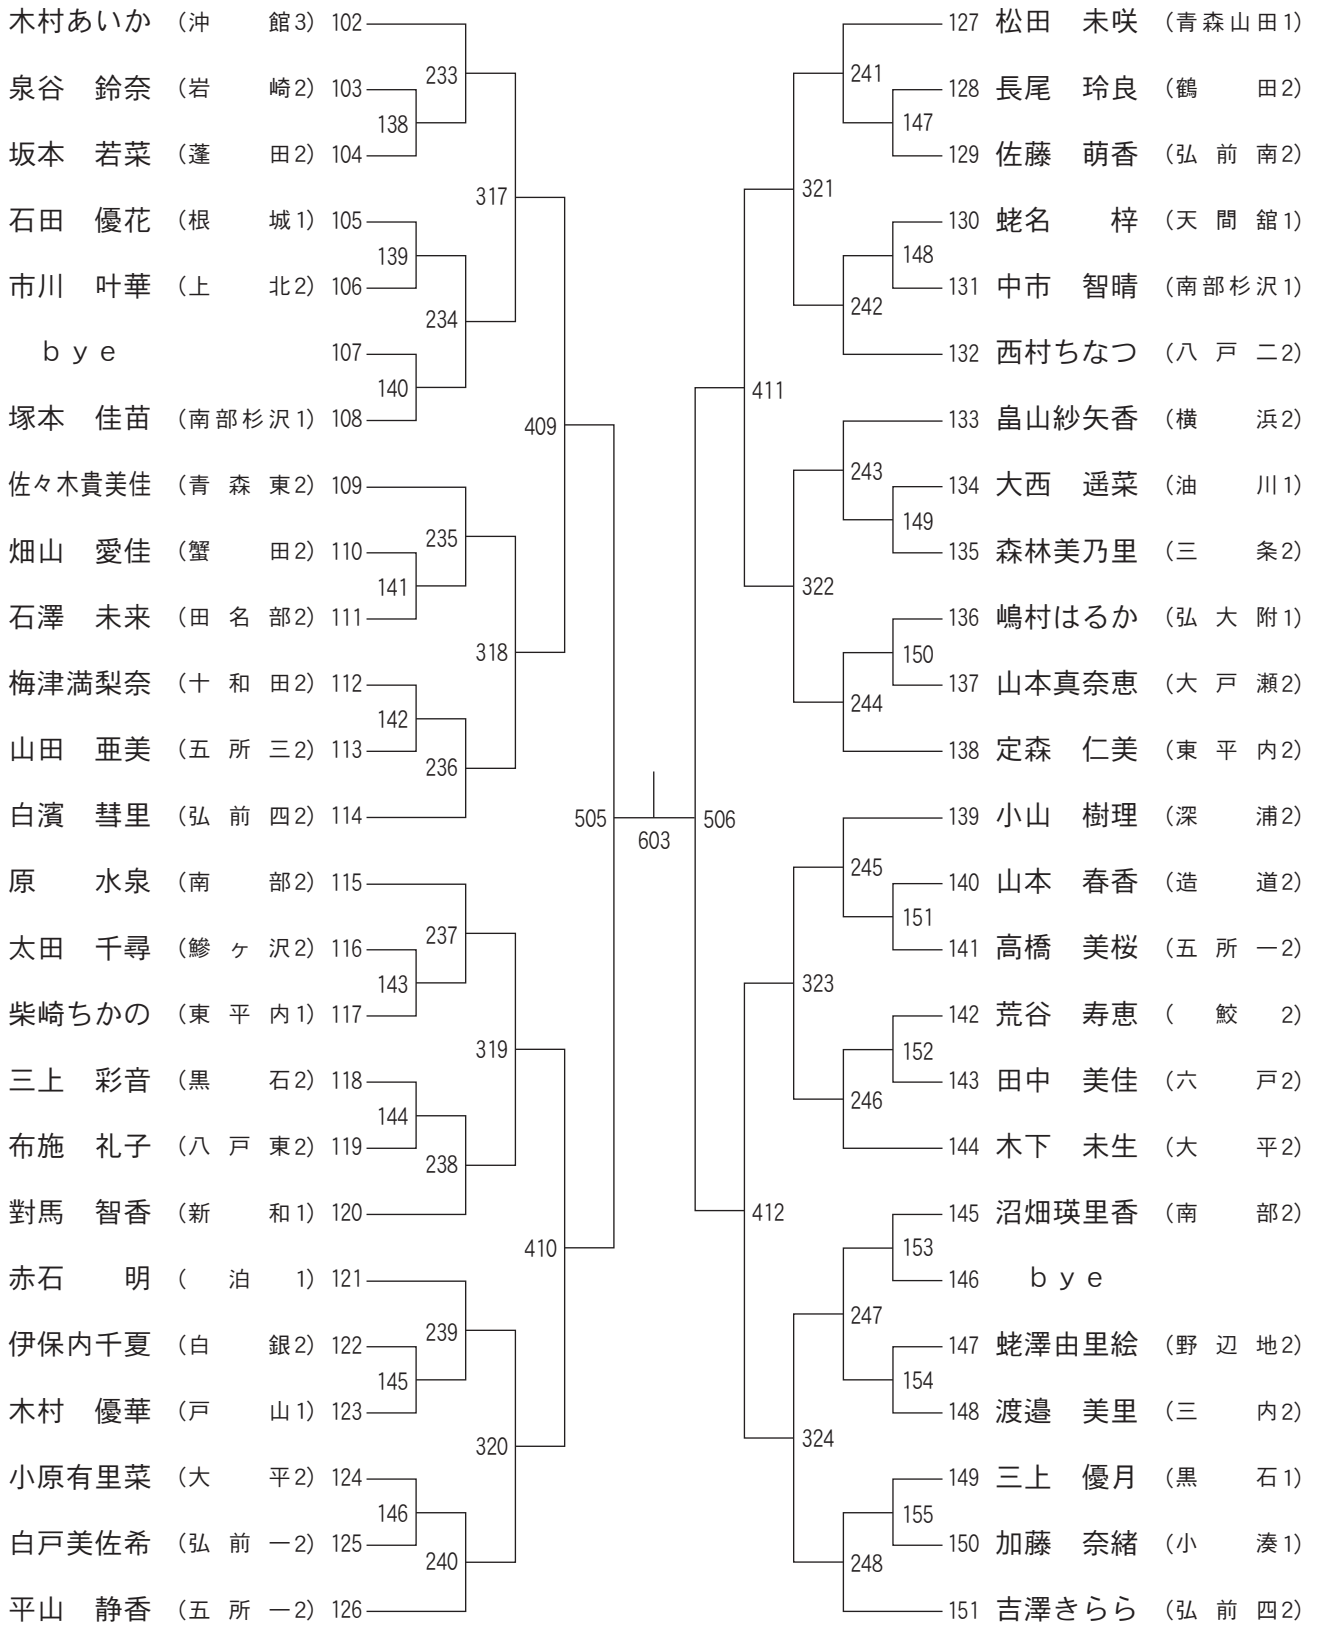 木村あいか （沖　館3） 102
泉谷　鈴奈 （岩　崎2） 103
坂本　若菜 （蓬　田2） 104
石田　優花 （根　城1） 105
市川　叶華 （上　北2） 106
ｂｙｅ 107
塚本　佳苗 （南部杉沢1） 108
佐々木貴美佳 （青森東2） 109
畑山　愛佳 （蟹　田2） 110
石澤　未来 （田名部2） 111
梅津満梨奈 （十和田2） 112
山田　亜美 （五所三2） 113
白濱　彗里 （弘前四2） 114
原　　水泉 （南　部2） 115
太田　千尋 （鰺ヶ沢2） 116
柴崎ちかの （東平内1） 117
三上　彩音 （黒　石2） 118
布施　礼子 （八戸東2） 119
對馬　智香 （新　和1） 120
赤石　　明 （　泊　1） 121
伊保内千夏 （白　銀2） 122
木村　優華 （戸　山1） 123
小原有里菜 （大　平2） 124
白戸美佐希 （弘前一2） 125
平山　静香 （五所一2） 126
138
139
140
141
142
143
144
145
146
233
234
235
236
237
238
239
240
317
318
319
320
409
410
505
603
506
411
412
321
322
323
324
241
242
243
244
245
246
247
248
147
148
149
150
151
152
153
154
155
127 松田　未咲 （青森山田1）
128 長尾　玲良 （鶴　田2）
129 佐藤　萌香 （弘前南2）
130 蛯名　　梓 （天間舘1）
131 中市　智晴 （南部杉沢1）
132 西村ちなつ （八戸二2）
133 畠山紗矢香 （横　浜2）
134 大西　遥菜 （油　川1）
135 森林美乃里 （三　条2）
136 嶋村はるか （弘大附1）
137 山本真奈恵 （大戸瀬2）
138 定森　仁美 （東平内2）
139 小山　樹理 （深　浦2）
140 山本　春香 （造　道2）
141 高橋　美桜 （五所一2）
142 荒谷　寿恵 （　鮫　2）
143 田中　美佳 （六　戸2）
144 木下　未生 （大　平2）
145 沼畑瑛里香 （南　部2）
146 ｂｙｅ
147 蛯澤由里絵 （野辺地2）
148 渡邉　美里 （三　内2）
149 三上　優月 （黒　石1）
150 加藤　奈緒 （小　湊1）
151 吉澤きらら （弘前四2）